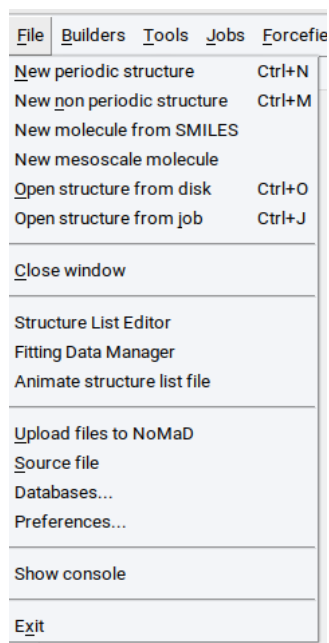 File Builders Tools Jobs Forcefie
New periodic structure Ctrl+N
New non periodic structure Ctrl+M
New molecule from SMILES
New mesoscale molecule
Open structure from disk Ctrl+O
Open structure from job Ctrl+J
Close window
Structure List Editor
Fitting Data Manager
Animate structure list file
Upload files to NoMaD
Source file
Databases...
Preferences...
Show console
Exit